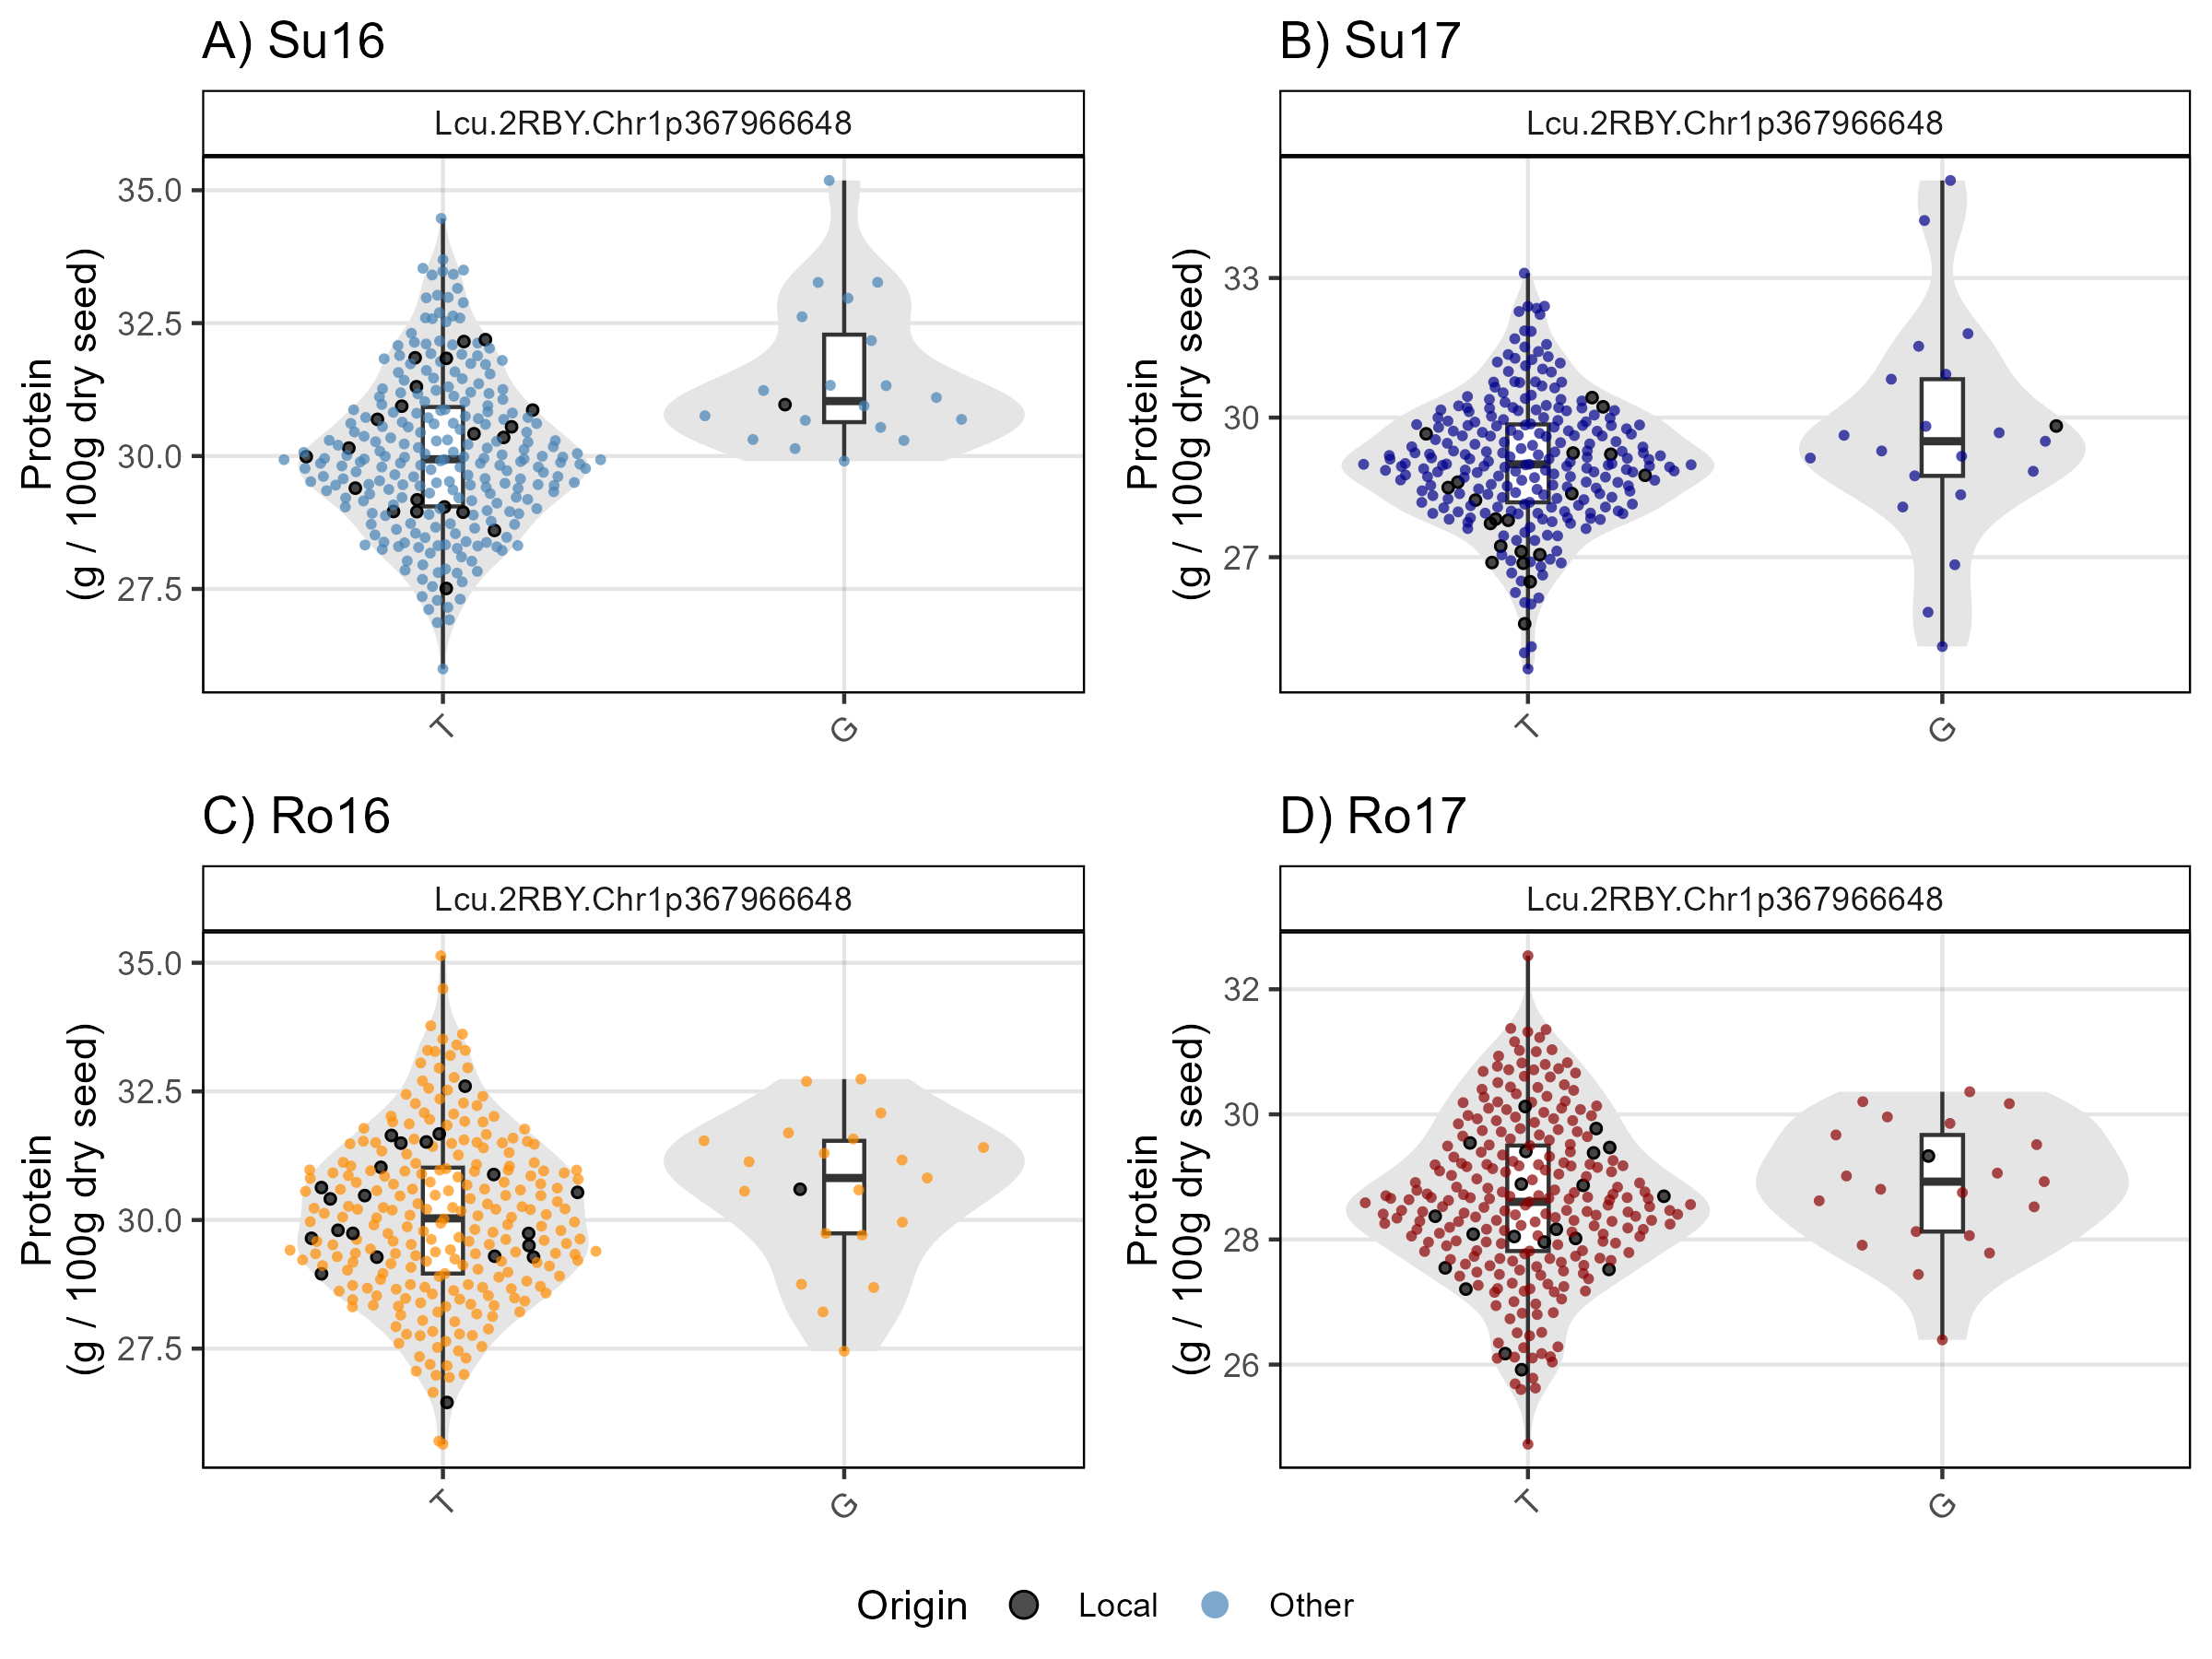 A) Su16
Lcu.2RBY.Chr1p367966648
Protein
(g / 100g dry seed)
35.0
32.5
30.0
27.5
T
G
B) Su17
Lcu.2RBY.Chr1p367966648
Protein
(g / 100g dry seed)
33
30
27
T
G
C) Ro16
Lcu.2RBY.Chr1p367966648
Protein
(g / 100g dry seed)
35.0
32.5
30.0
27.5
T
G
D) Ro17
Lcu.2RBY.Chr1p367966648
Protein
(g / 100g dry seed)
32
30
28
26
T
G
Origin
Local
Other